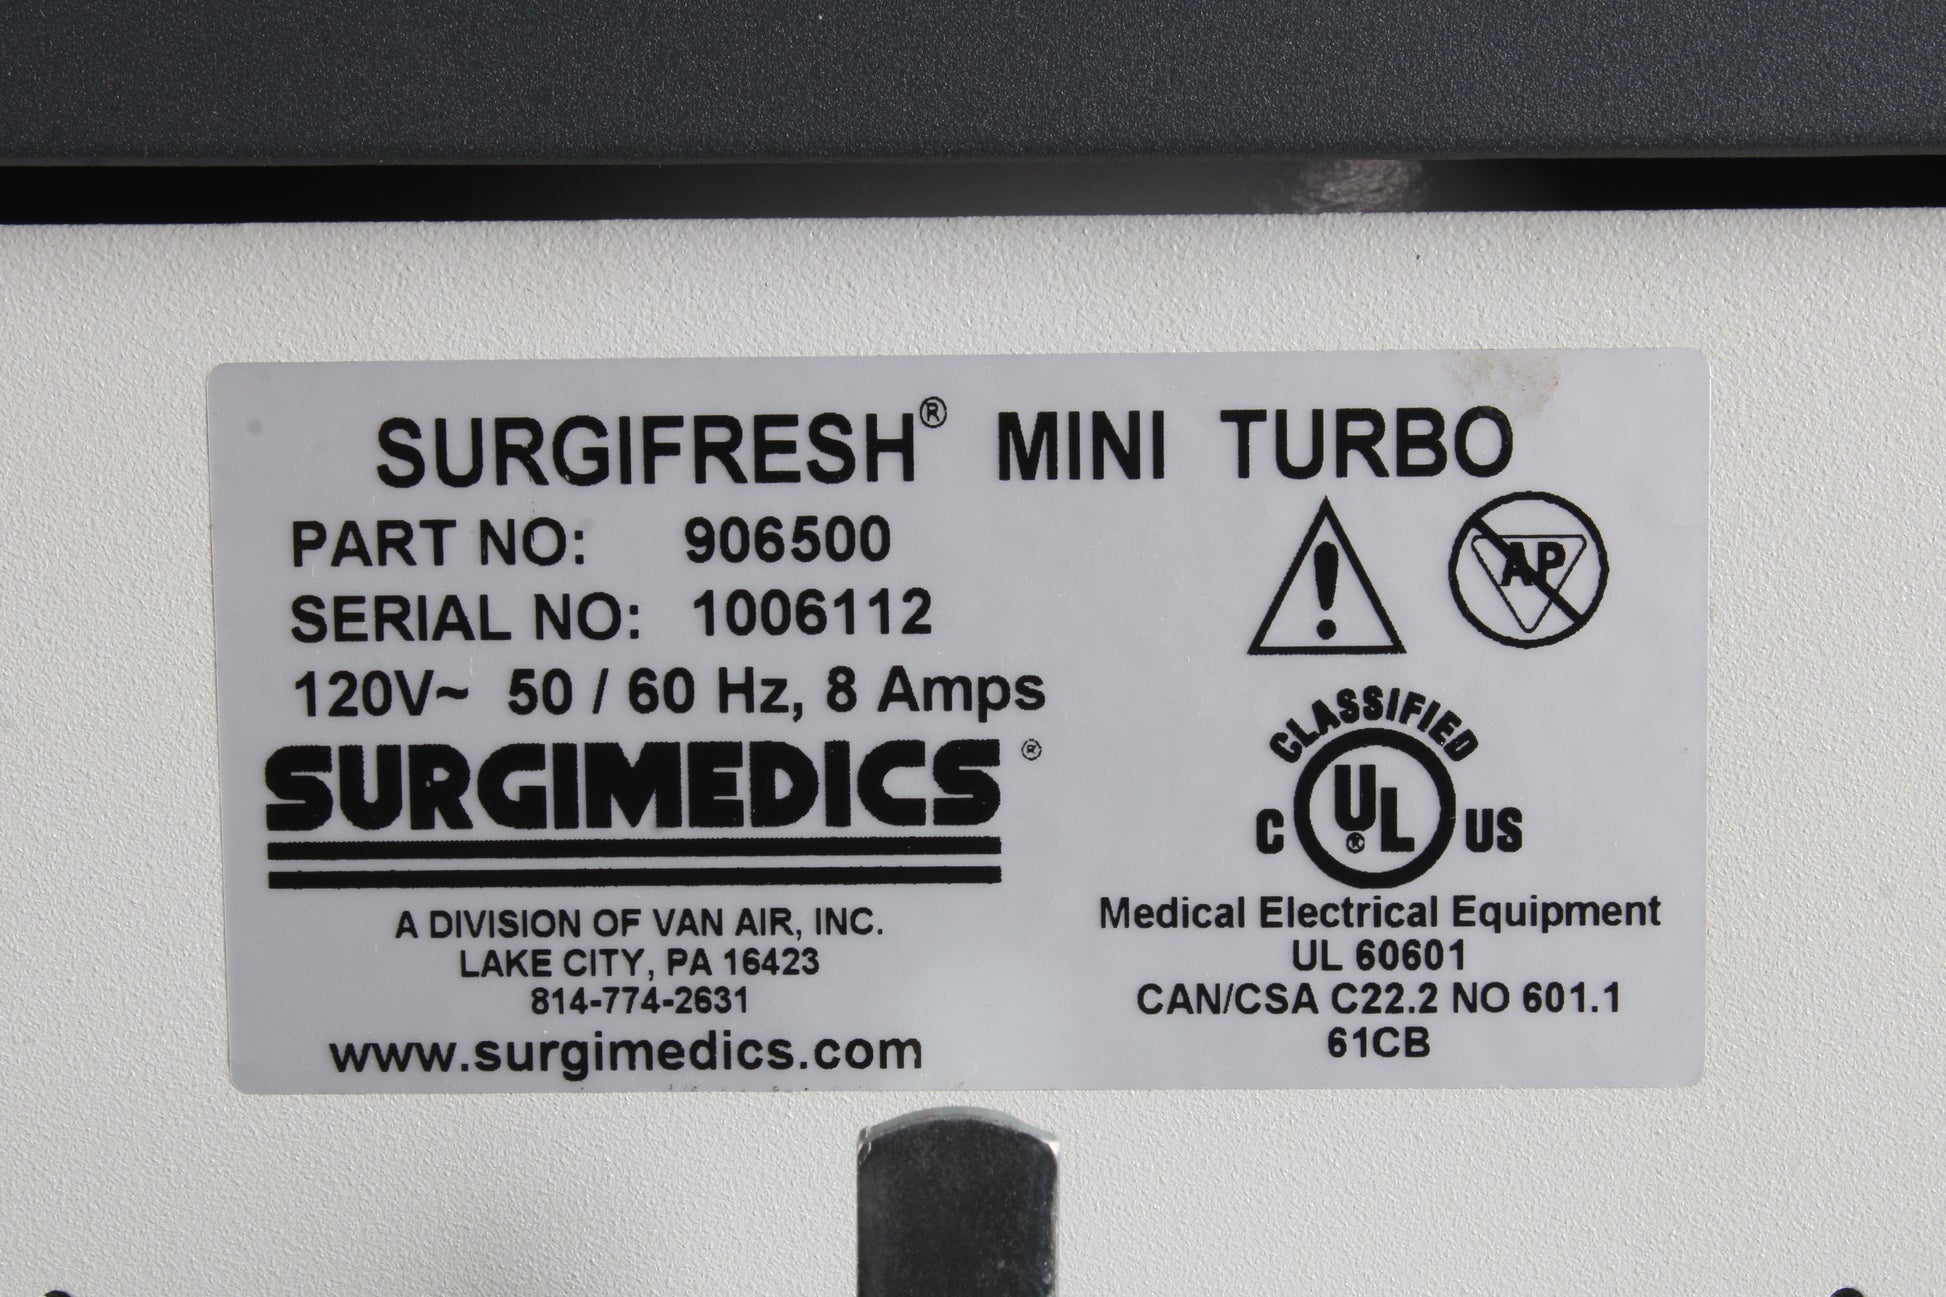 SURGIFRESH® MINI TURBO
PART NO: 906500
SERIAL NO: 1006112
120V~ 50 / 60 Hz, 8 Amps
SURGIMEDICS®
A DIVISION OF VAN AIR, INC.
LAKE CITY, PA 16423
814-774-2631
www.surgimedics.com
AP
CLASSIFIED
C UL® US
Medical Electrical Equipment
UL 60601
CAN/CSA C22.2 NO 601.1
61CB